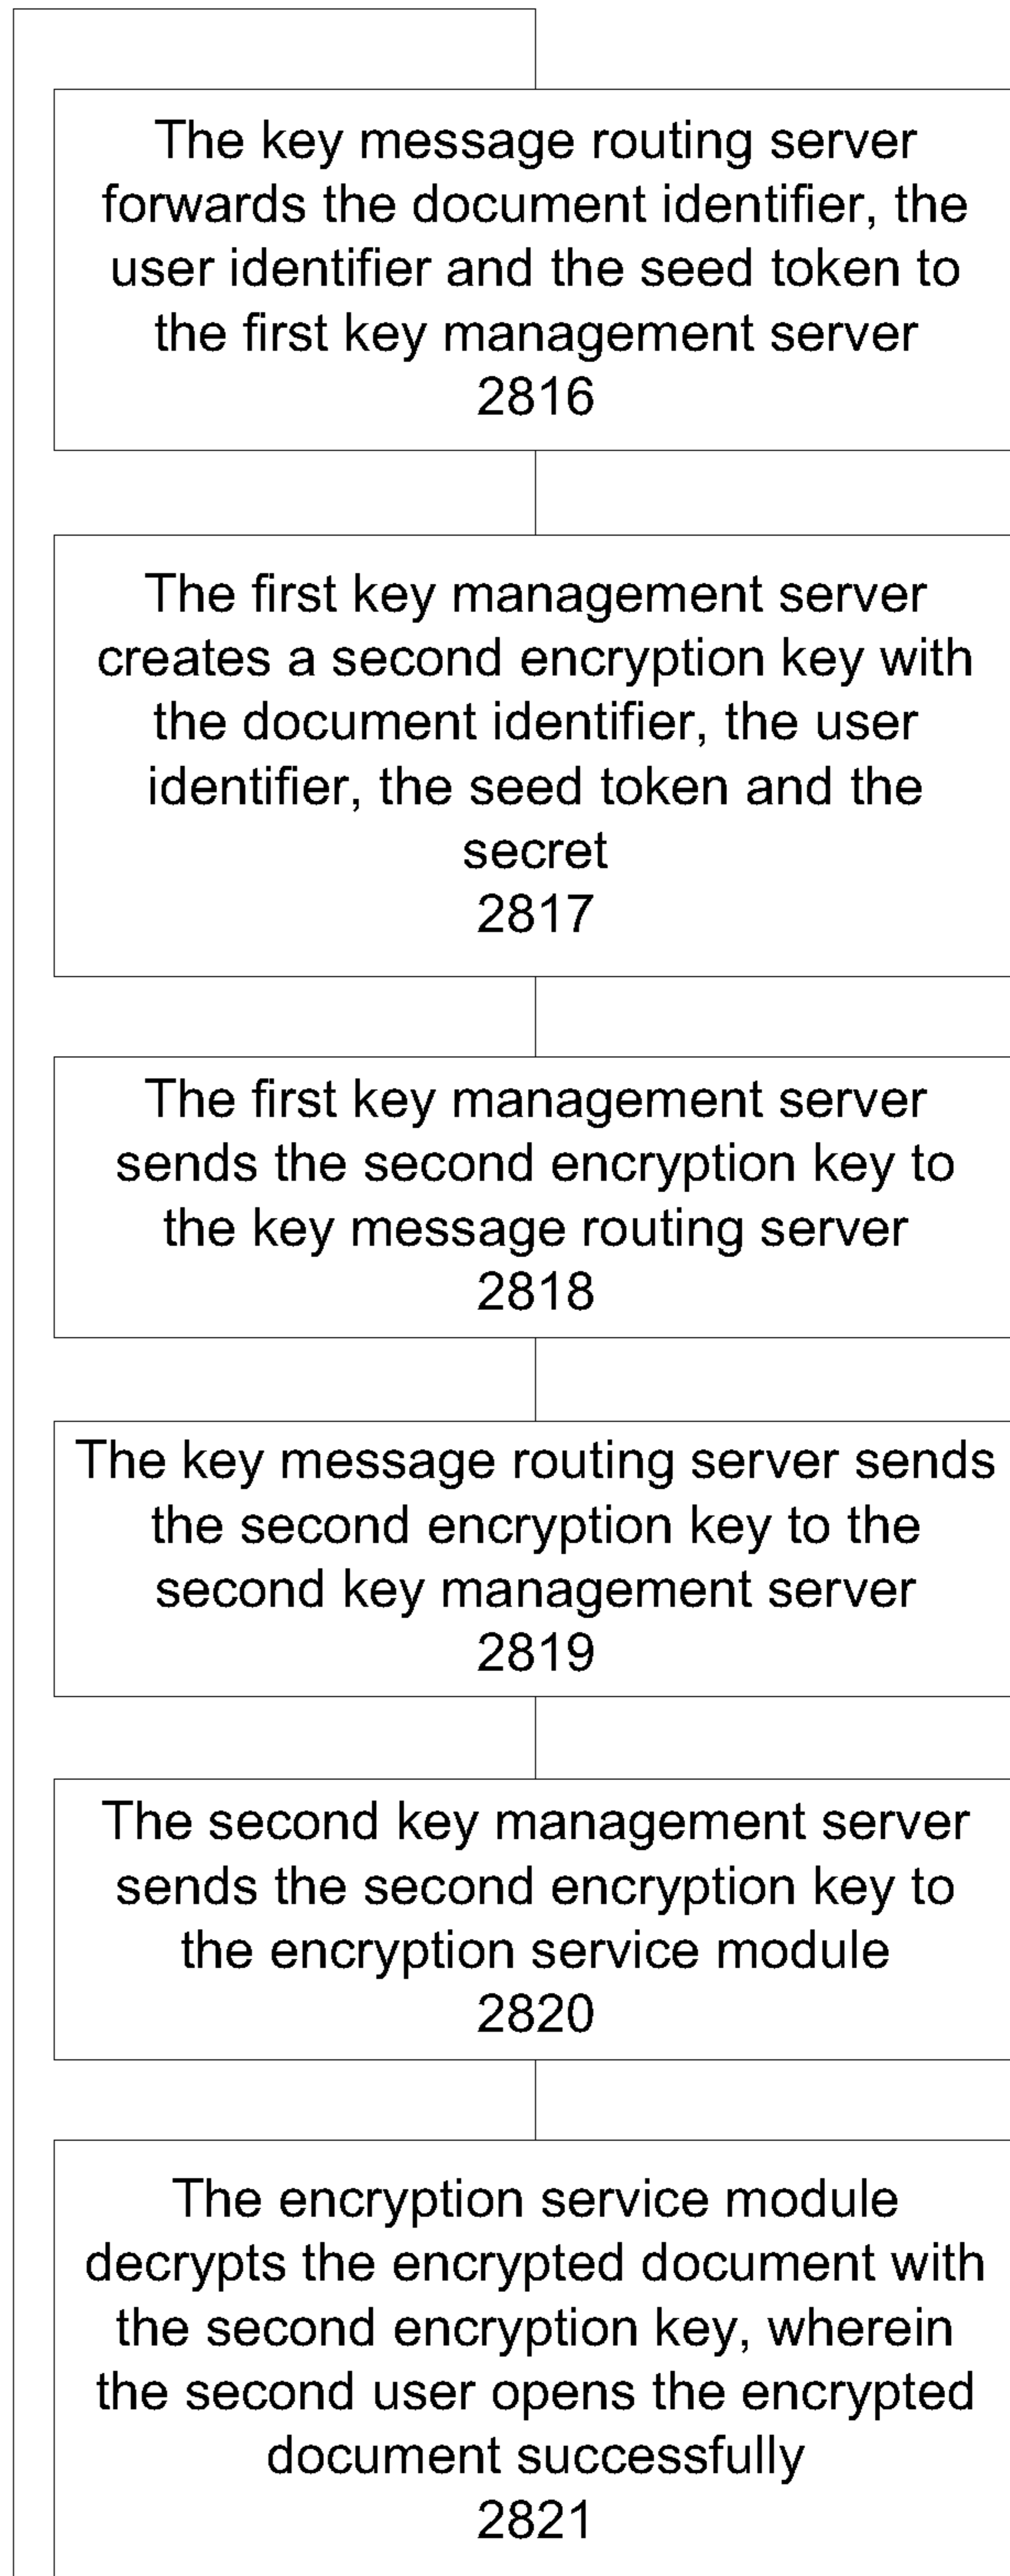 The key message routing server
forwards the document identifier, the
user identifier and the seed token to
the first key management server
2816
The first key management server
creates a second encryption key with
the document identifier, the user
identifier, the seed token and the
secret
2817
The first key management server
sends the second encryption key to
the key message routing server
2818
The key message routing server sends
the second encryption key to the
second key management server
2819
The second key management server
sends the second encryption key to
the encryption service module
2820
The encryption service module
decrypts the encrypted document with
the second encryption key, wherein
the second user opens the encrypted
document successfully
2821